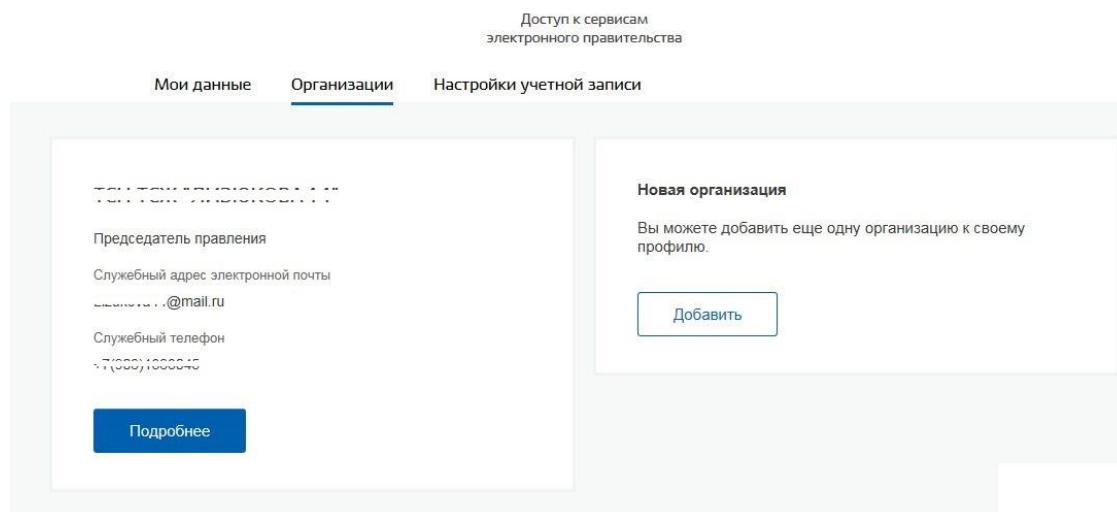 Доступ к сервисам
электронного правительства
Мои данные Организации Настройки учетной записи
Председатель правления
Служебный адрес электронной почты
@mail.ru
Служебный телефон
Подробнее
Новая организация
Вы можете добавить еще одну организацию к своему
профилю.
Добавить